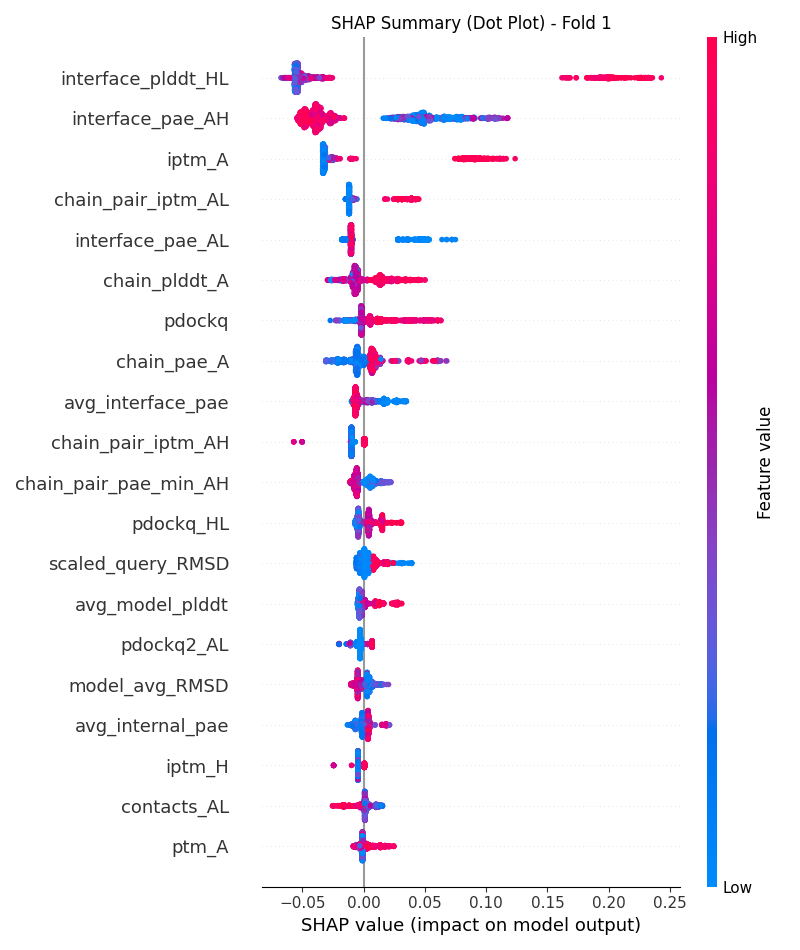 SHAP Summary (Dot Plot) - Fold 1
High
interface_plddt_HL
interface_pae_AH
iptm_A
chain_pair_iptm_AL
interface_pae_AL
chain_plddt_A
pdockq
chain_pae_A
avg_interface_pae
chain_pair_iptm_AH
chain_pair_pae_min_AH
pdockq_HL
scaled_query_RMSD
avg_model_plddt
pdockq2_AL
model_avg_RMSD
avg_internal_pae
iptm_H
contacts_AL
ptm_A
Feature value
Low
−0.05 0.00 0.05 0.10 0.15 0.20 0.25
SHAP value (impact on model output)